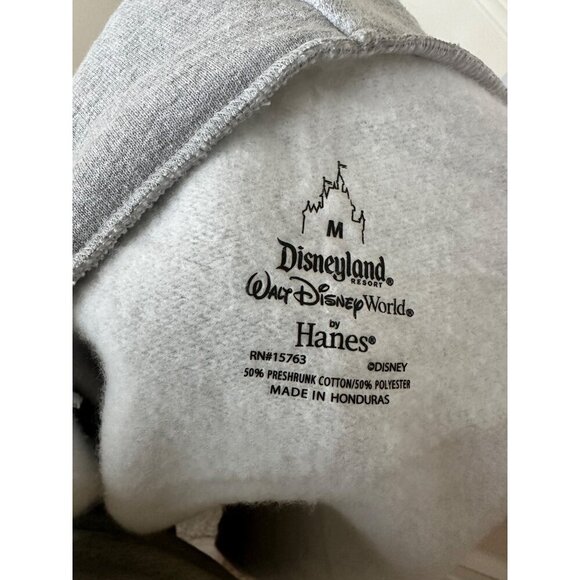 M
Disneyland®
RESORT
WALT DISNEY World®
by
Hanes®
RN#15763 ©DISNEY
50% PRESHRUNK COTTON/50% POLYESTER
MADE IN HONDURAS